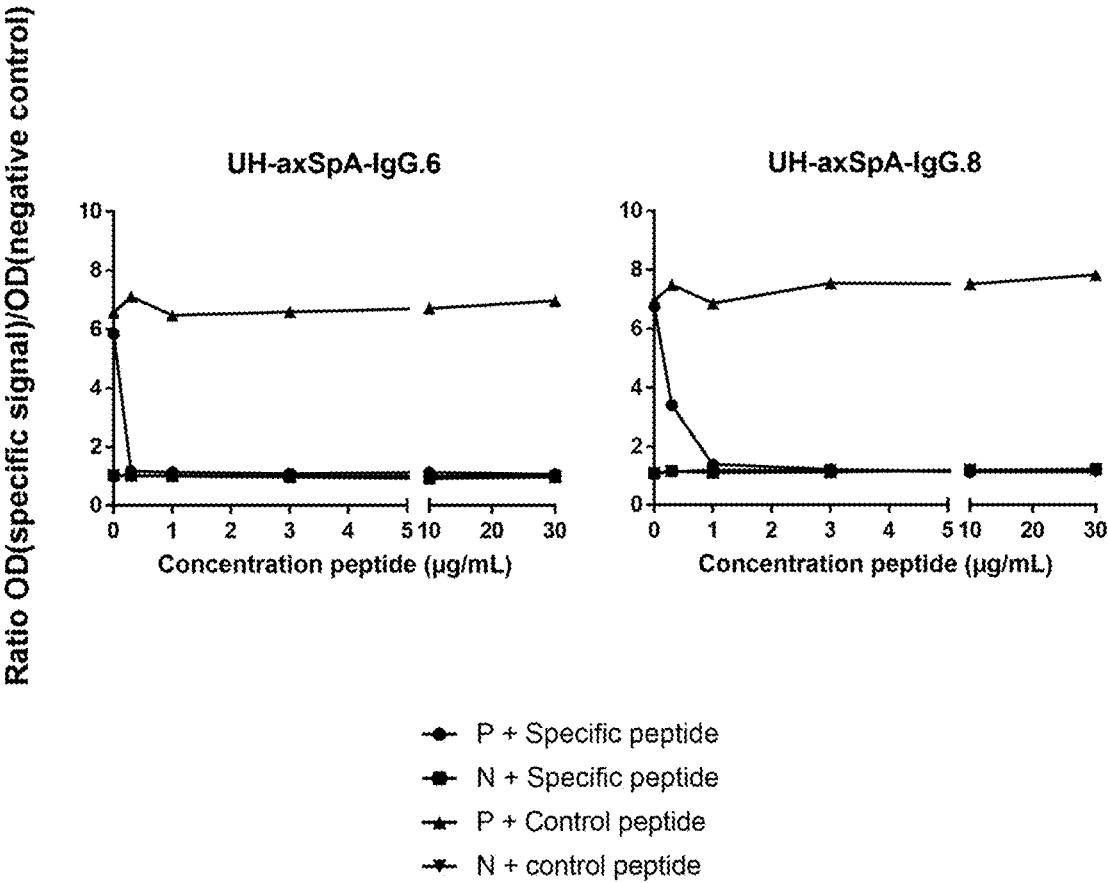 Ratio OD(specific signal)/OD(negative control)
UH-axSpA-IgG.6
10
8
6
4
2
0
0 1 2 3 4 5 10 20 30
Concentration peptide (µg/mL)
UH-axSpA-IgG.8
10
8
6
4
2
0
0 1 2 3 4 5 10 20 30
Concentration peptide (µg/mL)
P + Specific peptide
N + Specific peptide
P + Control peptide
N + control peptide